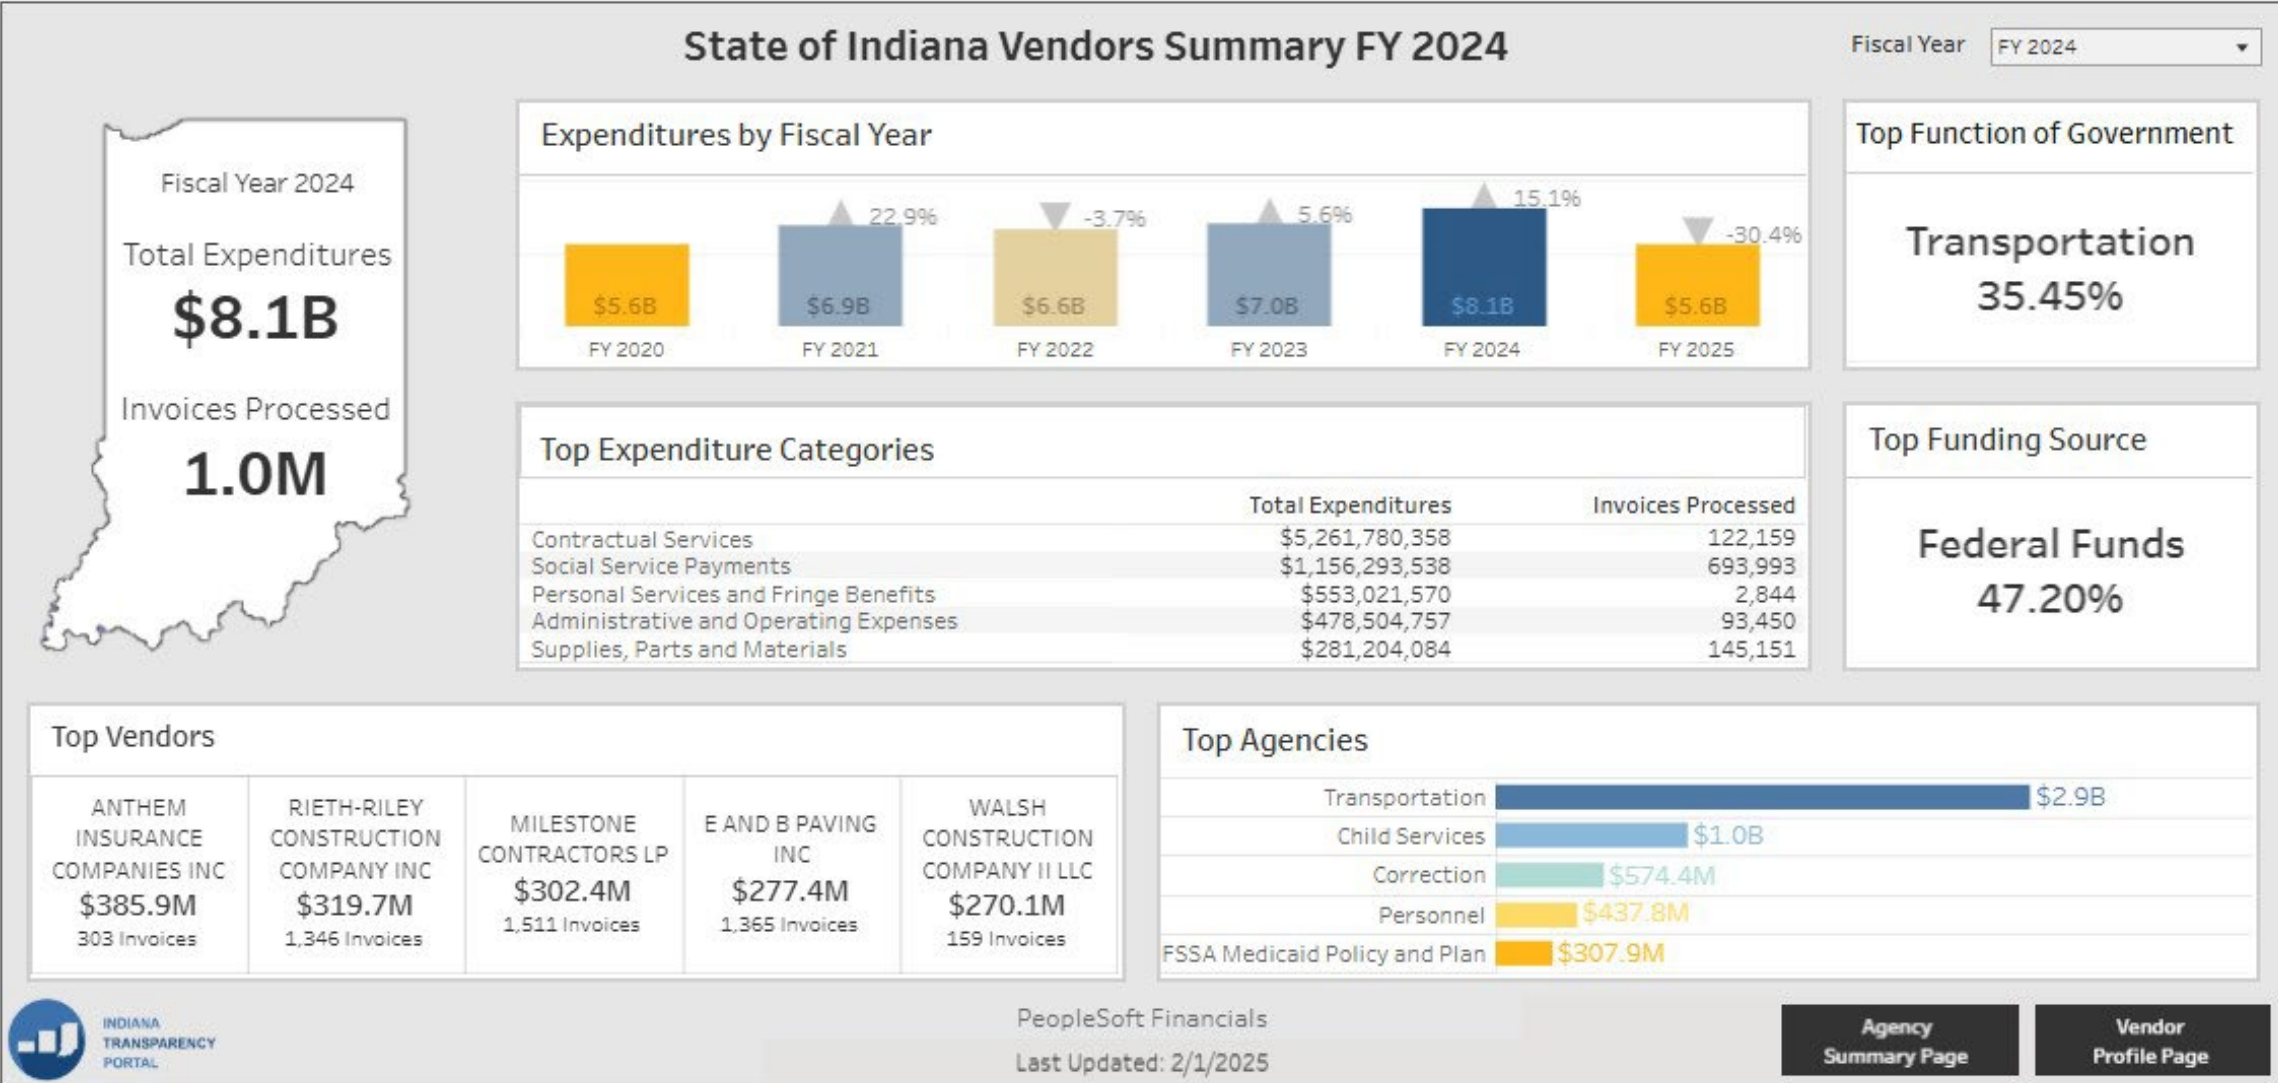 State of Indiana Vendors Summary FY 2024
Fiscal Year FY 2024
Fiscal Year 2024
Total Expenditures
$8.1B
Invoices Processed
1.0M
Expenditures by Fiscal Year
22.9% -3.7% 5.6% 15.1% -30.4%
$5.6B $6.9B $6.6B $7.0B $8.1B $5.6B
FY 2020 FY 2021 FY 2022 FY 2023 FY 2024 FY 2025
Top Function of Government
Transportation
35.45%
Top Expenditure Categories
Total Expenditures Invoices Processed
Contractual Services $5,261,780,358 122,159
Social Service Payments $1,156,293,538 693,993
Personal Services and Fringe Benefits $553,021,570 2,844
Administrative and Operating Expenses $478,504,757 93,450
Supplies, Parts and Materials $281,204,084 145,151
Top Funding Source
Federal Funds
47.20%
Top Vendors
ANTHEM
INSURANCE
COMPANIES INC
$385.9M
303 Invoices
RIETH-RILEY
CONSTRUCTION
COMPANY INC
$319.7M
1,346 Invoices
MILESTONE
CONTRACTORS LP
$302.4M
1,511 Invoices
E AND B PAVING
INC
$277.4M
1,365 Invoices
WALSH
CONSTRUCTION
COMPANY II LLC
$270.1M
159 Invoices
Top Agencies
Transportation $2.9B
Child Services $1.0B
Correction $574.4M
Personnel $437.8M
FSSA Medicaid Policy and Plan $307.9M
INDIANA
TRANSPARENCY
PORTAL
PeopleSoft Financials
Last Updated: 2/1/2025
Agency
Summary Page
Vendor
Profile Page